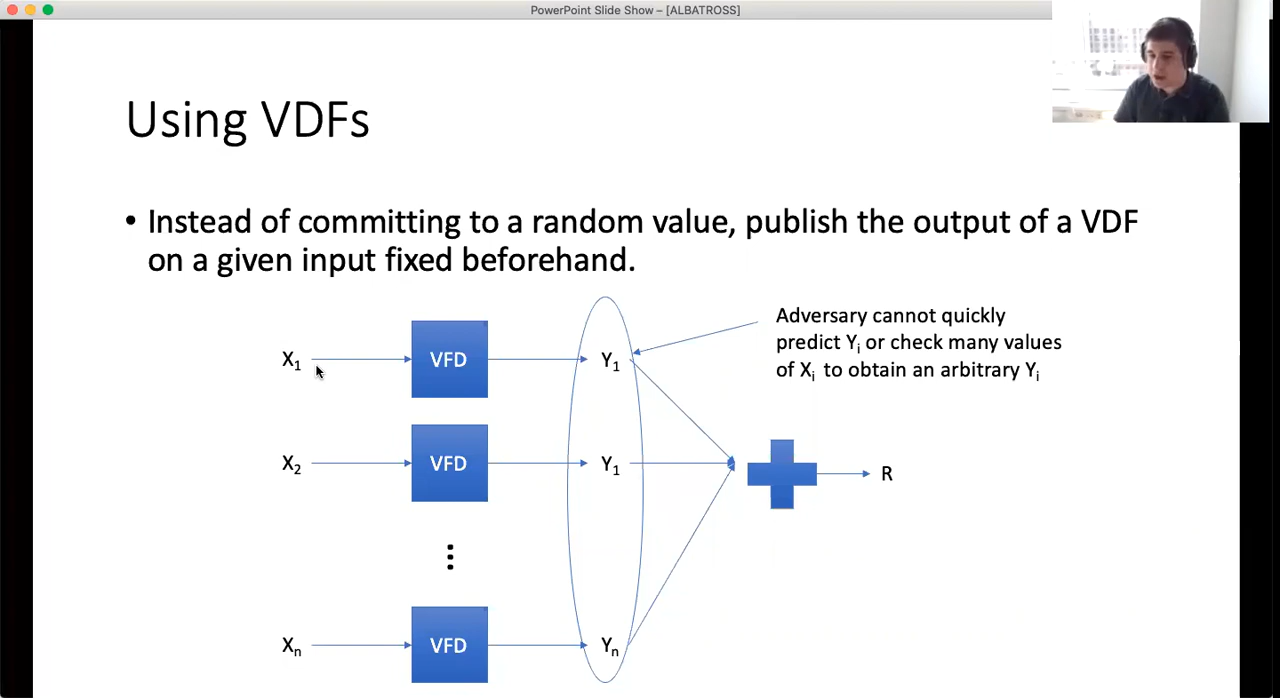 PowerPoint Slide Show – [ALBATROSS]
Using VDFs
• Instead of committing to a random value, publish the output of a VDF
on a given input fixed beforehand.
Adversary cannot quickly
predict Yi or check many values
of Xi to obtain an arbitrary Yi
X1 VFD Y1
X2 VFD Y1
R
Xn VFD Yn